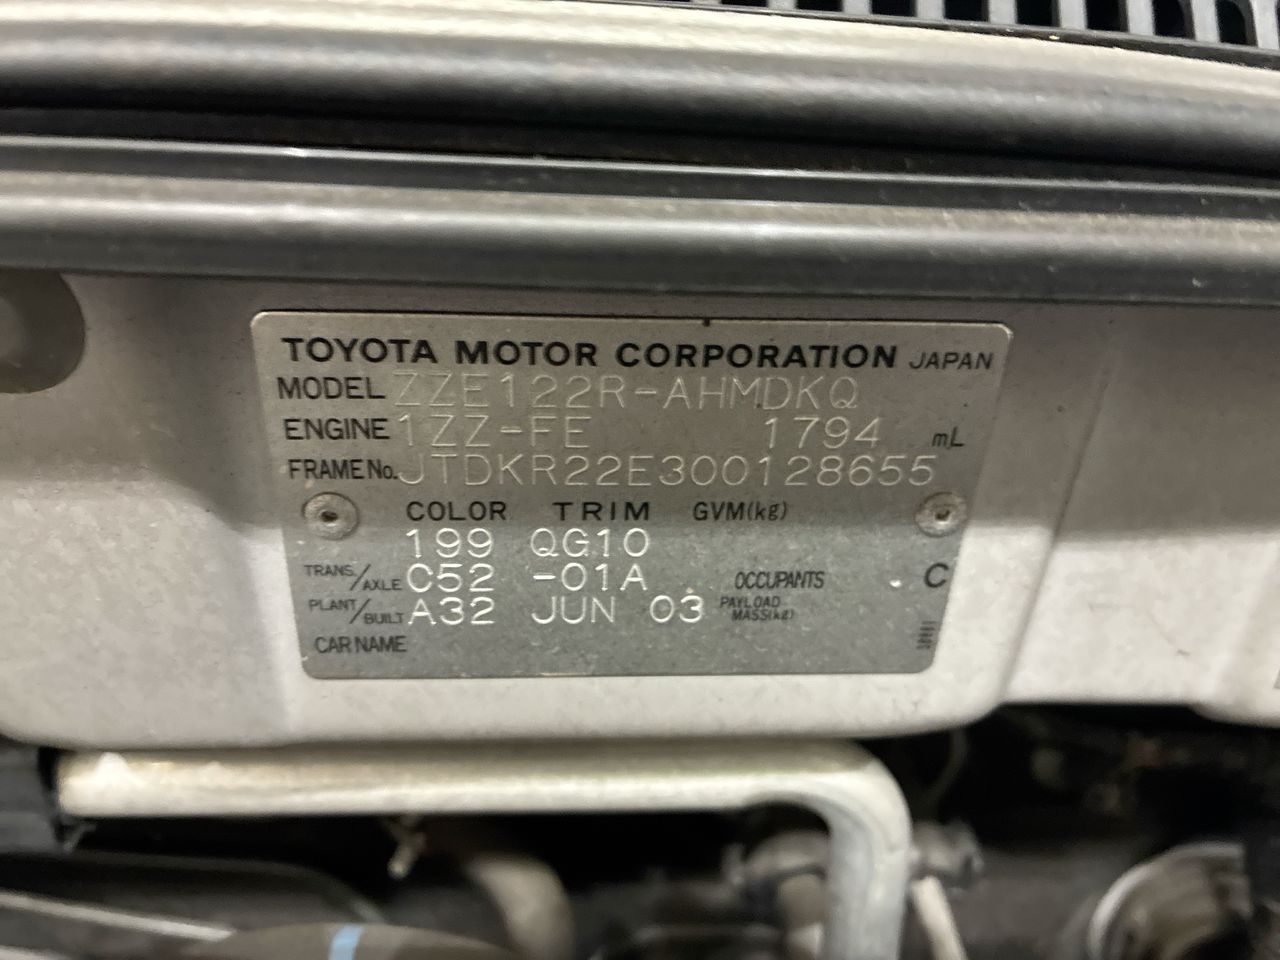 TOYOTA MOTOR CORPORATION JAPAN
MODEL ZZE122R-AHMDKQ
ENGINE 1ZZ-FE 1794 mL
FRAME No. JTDKR22E300128655
COLOR TRIM GVM(kg)
199 QG10
TRANS/AXLE C52 -01A OCCUPANTS C
PLANT/BUILT A32 JUN 03 PAYLOAD MASS(kg)
CAR NAME